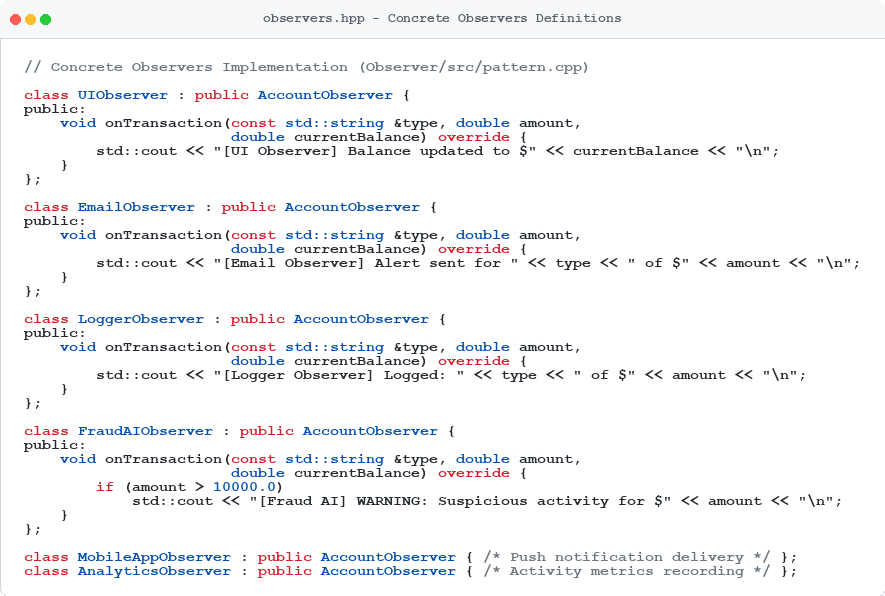 observers.hpp - Concrete Observers Definitions
// Concrete Observers Implementation (Observer/src/pattern.cpp)
class UIObserver : public AccountObserver {
public:
    void onTransaction(const std::string &type, double amount,
                       double currentBalance) override {
        std::cout << "[UI Observer] Balance updated to $" << currentBalance << "\n";
    }
};
class EmailObserver : public AccountObserver {
public:
    void onTransaction(const std::string &type, double amount,
                       double currentBalance) override {
        std::cout << "[Email Observer] Alert sent for " << type << " of $" << amount << "\n";
    }
};
class LoggerObserver : public AccountObserver {
public:
    void onTransaction(const std::string &type, double amount,
                       double currentBalance) override {
        std::cout << "[Logger Observer] Logged: " << type << " of $" << amount << "\n";
    }
};
class FraudAIObserver : public AccountObserver {
public:
    void onTransaction(const std::string &type, double amount,
                       double currentBalance) override {
        if (amount > 10000.0)
            std::cout << "[Fraud AI] WARNING: Suspicious activity for $" << amount << "\n";
    }
};
class MobileAppObserver : public AccountObserver { /* Push notification delivery */ };
class AnalyticsObserver : public AccountObserver { /* Activity metrics recording */ };